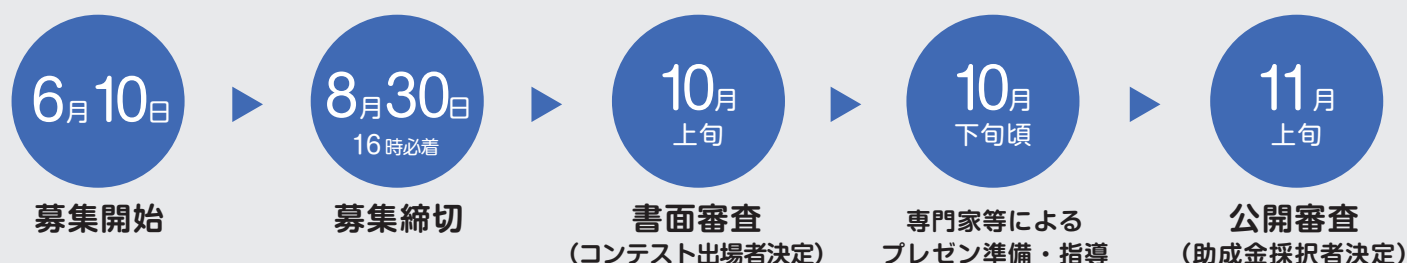 6月10日
募集開始
8月30日
16時必着
募集締切
10月
上旬
書面審査
(コンテスト出場者決定)
10月
下旬頃
専門家等による
プレゼン準備・指導
11月
上旬
公開審査
(助成金採択者決定)